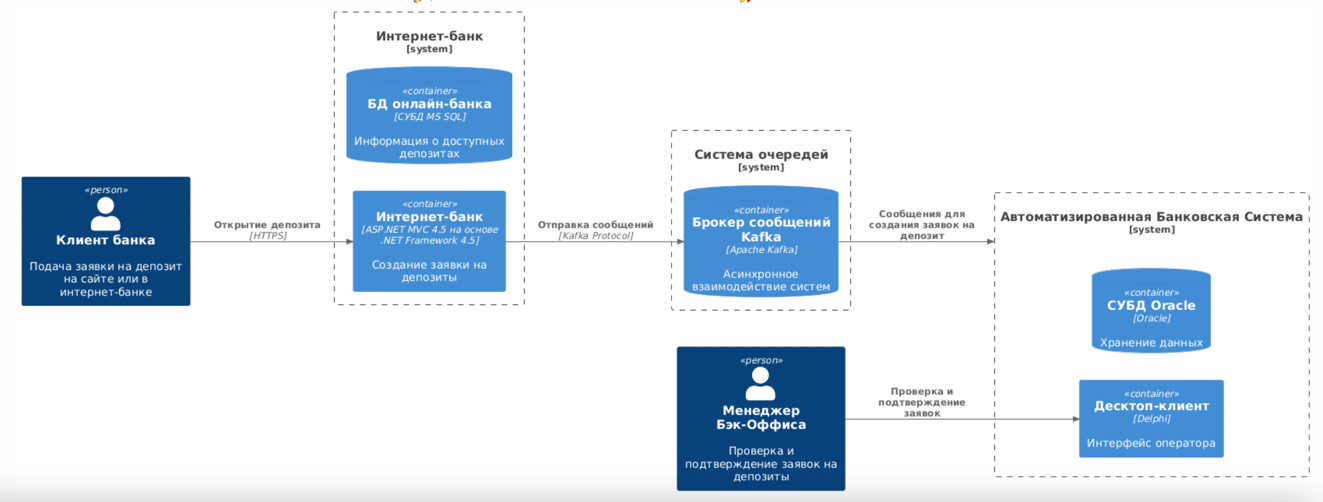 Интернет-банк
[system]
«container»
БД онлайн-банка
[СУБД MS SQL]
Информация о доступных
депозитах
«person»
Клиент банка
Подача заявки на депозит
на сайте или в
интернет-банке
Открытие депозита
[HTTPS]
«container»
Интернет-банк
[ASP.NET MVC 4.5 на основе
.NET Framework 4.5]
Создание заявки на
депозиты
Отправка сообщений
[Kafka Protocol]
Система очередей
[system]
«container»
Брокер сообщений
Kafka
[Apache Kafka]
Асинхронное
взаимодействие систем
Сообщения для
создания заявок на
депозит
Автоматизированная Банковская Система
[system]
«container»
СУБД Oracle
[Oracle]
Хранение данных
«person»
Менеджер
Бэк-Оффиса
Проверка и
подтверждение заявок на
депозиты
Проверка и
подтверждение
заявок
«container»
Десктоп-клиент
[Delphi]
Интерфейс оператора